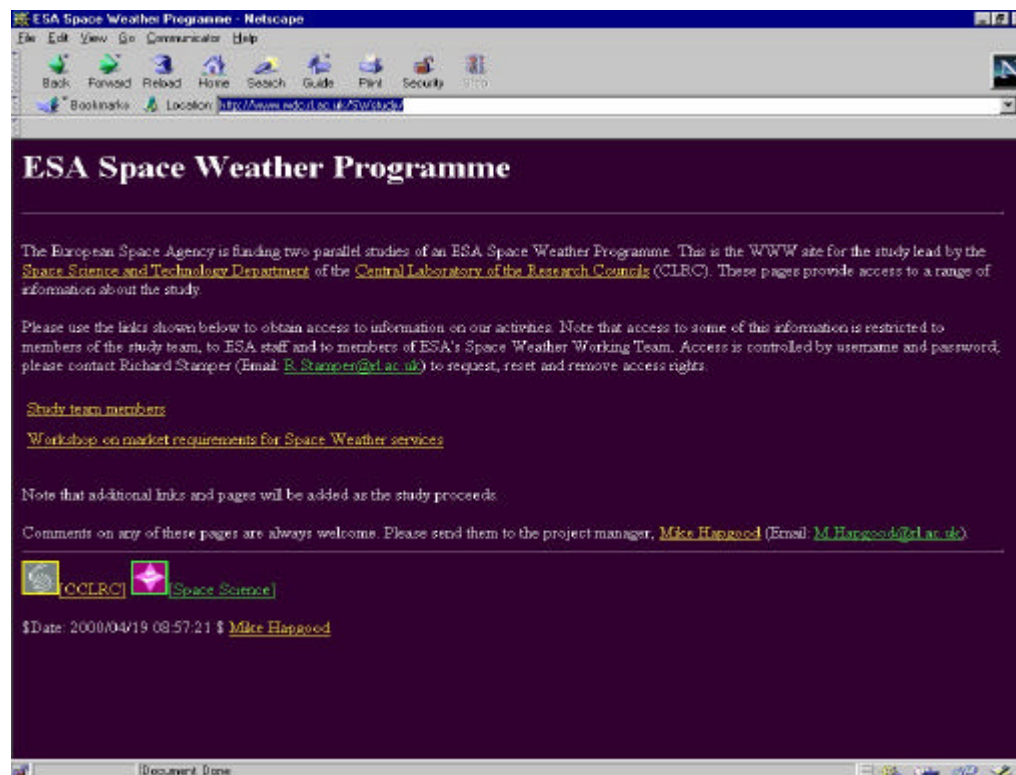 ESA Space Weather Programme - Netscape
File Edit View Go Communicator Help
Back Forward Reload Home Search Guide Print Security Stop
Bookmarks Location: http://www.wdc.rl.ac.uk/SWstudy/
ESA Space Weather Programme
The European Space Agency is funding two parallel studies of an ESA Space Weather Programme. This is the WWW site for the study lead by the
Space Science and Technology Department of the Central Laboratory of the Research Councils (CLRC). These pages provide access to a range of
information about the study.
Please use the links shown below to obtain access to information on our activities. Note that access to some of this information is restricted to
members of the study team, to ESA staff and to members of ESA's Space Weather Working Team. Access is controlled by username and password;
please contact Richard Stamper (Email: R.Stamper@rl.ac.uk) to request, reset and remove access rights.
Study team members
Workshop on market requirements for Space Weather services
Note that additional links and pages will be added as the study proceeds.
Comments on any of these pages are always welcome. Please send them to the project manager, Mike Hapgood (Email: M.Hapgood@rl.ac.uk).
[CCLRC] [Space Science]
$Date: 2000/04/19 08:57:21 $ Mike Hapgood
Document: Done